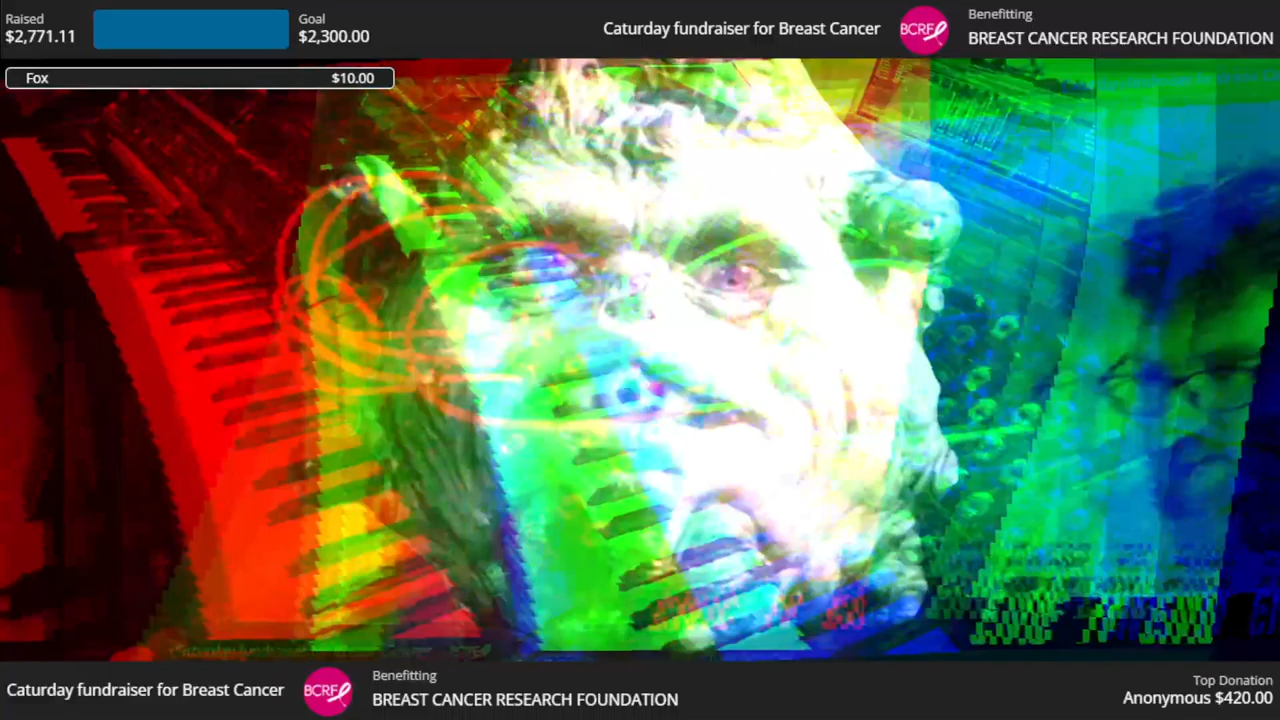 Raised
$2,771.11
Goal
$2,300.00
Caturday fundraiser for Breast Cancer
BCRF
Benefitting
BREAST CANCER RESEARCH FOUNDATION
Fox
$10.00
Caturday fundraiser for Breast Cancer
BCRF
Benefitting
BREAST CANCER RESEARCH FOUNDATION
Top Donation
Anonymous $420.00